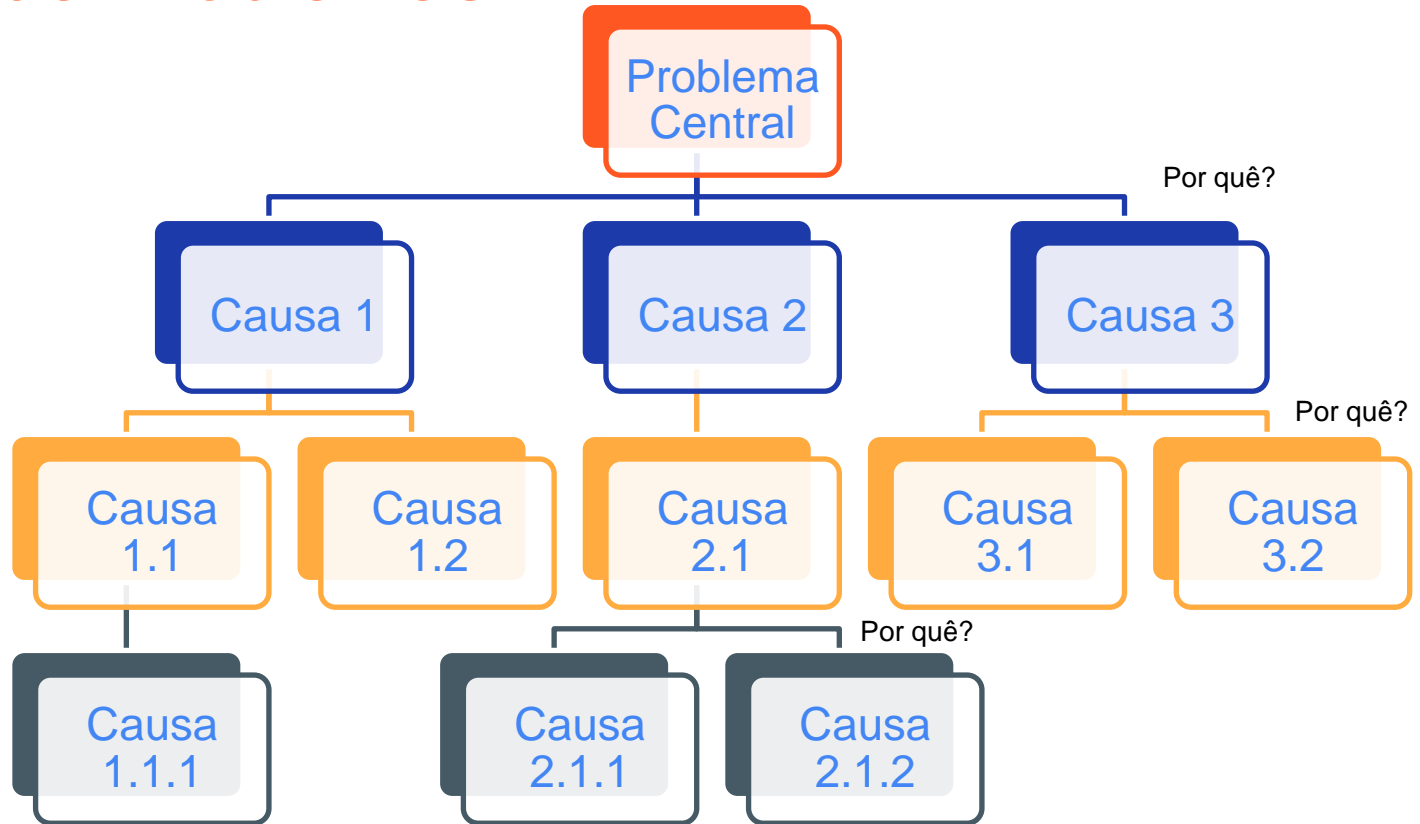 Problema
Central
Por quê?
Causa 1
Causa 2
Causa 3
Por quê?
Causa
1.1
Causa
1.2
Causa
2.1
Causa
3.1
Causa
3.2
Por quê?
Causa
1.1.1
Causa
2.1.1
Causa
2.1.2